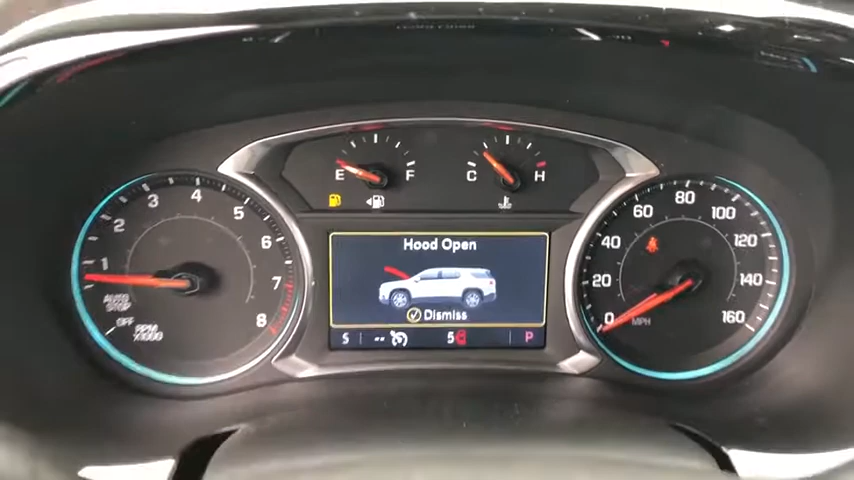 E F
C H
1 2 3 4 5 6 7 8
AUTO
STOP
OFF
RPM
X1000
Hood Open
Dismiss
S -- 5 P
0 20 40 60 80 100 120 140 160
MPH